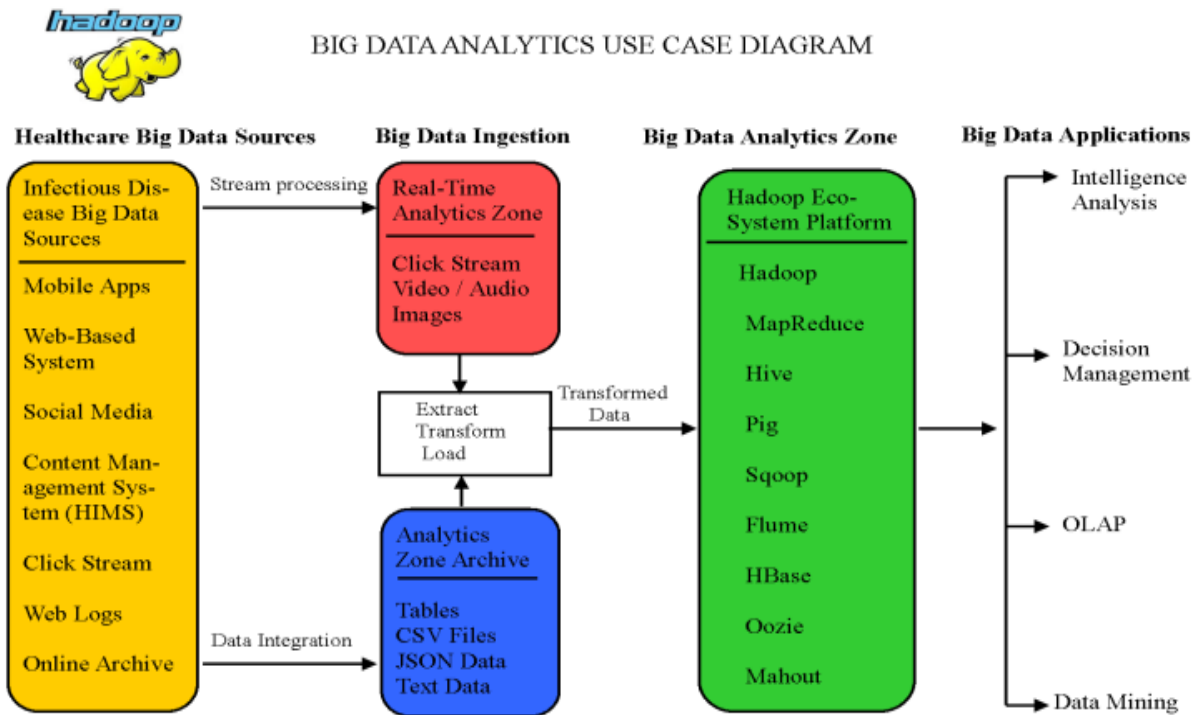 hadoop
BIG DATA ANALYTICS USE CASE DIAGRAM
Healthcare Big Data Sources
Infectious Dis-
ease Big Data
Sources
Mobile Apps
Web-Based
System
Social Media
Content Man-
agement Sys-
tem (HIMS)
Click Stream
Web Logs
Online Archive
Stream processing
Data Integration
Big Data Ingestion
Real-Time
Analytics Zone
Click Stream
Video / Audio
Images
Extract
Transform
Load
Analytics
Zone Archive
Tables
CSV Files
JSON Data
Text Data
Transformed
Data
Big Data Analytics Zone
Hadoop Eco-
System Platform
Hadoop
MapReduce
Hive
Pig
Sqoop
Flume
HBase
Oozie
Mahout
Big Data Applications
Intelligence
Analysis
Decision
Management
OLAP
Data Mining